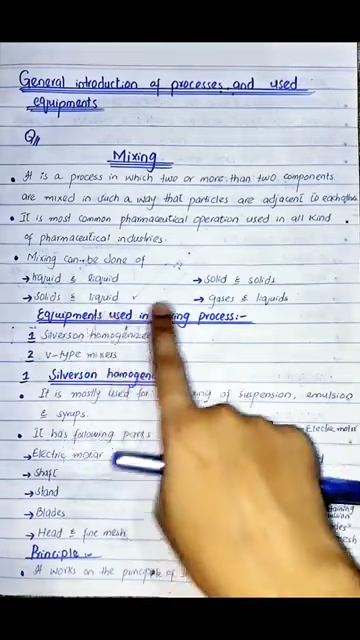 General introduction of processes and used
equipments
Q//
Mixing
• It is a process in which two or more than two components
are mixed in such a way that particles are adjacent to eachother
• It is most common pharmaceutical operation used in all kind
of pharmaceutical industries.
• Mixing can be done of
→ liquid & liquid → solid & solids
→ solids & liquid → gases & liquids
Equipments used in mixing process:-
1 Silverson homogenizer
2 v-type mixers
1 Silverson homogen
• It is mostly used for of suspension, emulsion
& syrups.
• It has following parts Electric motor
→ Electric motor
→ Shaft
→ Stand
→ Blades
→ Head & fine mesh
Principle :-
• It works on the principle of